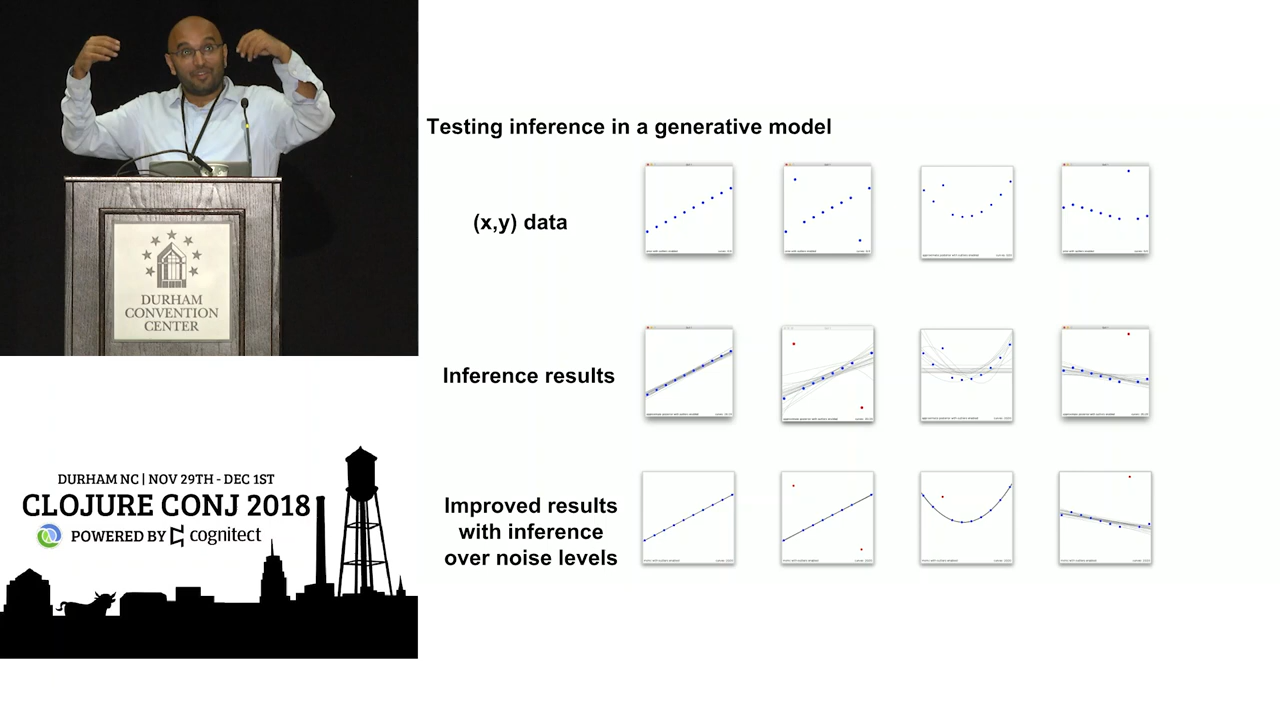 DURHAM
CONVENTION
CENTER
DURHAM NC | NOV 29TH - DEC 1ST
CLOJURE CONJ 2018
POWERED BY cognitect
Testing inference in a generative model
(x,y) data
Inference results
Improved results
with inference
over noise levels